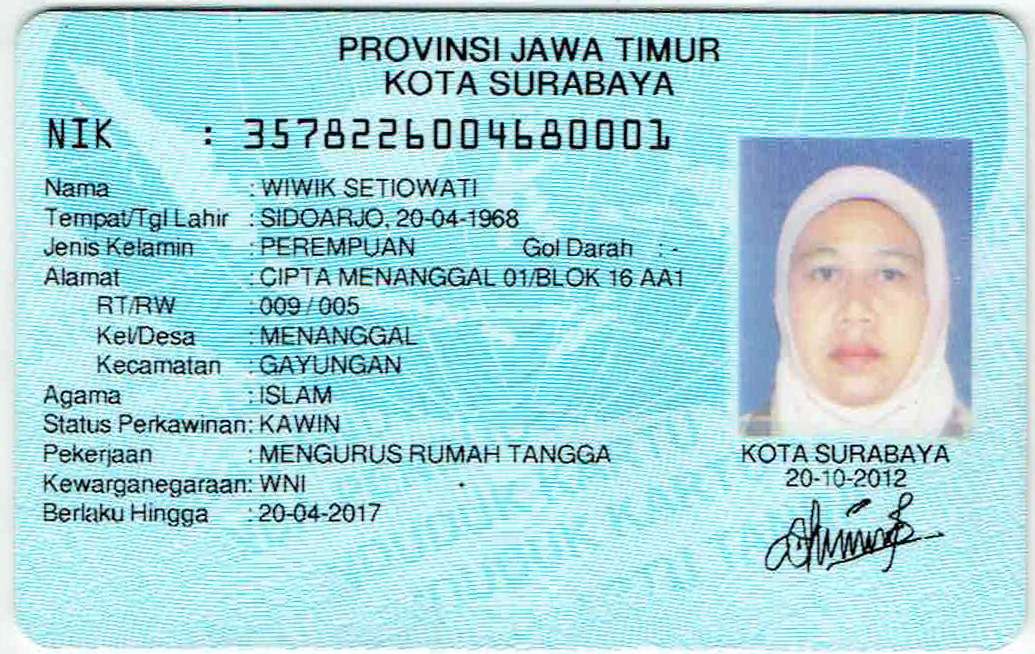 PROVINSI JAWA TIMUR
KOTA SURABAYA
NIK : 3578226004680001
Nama : WIWIK SETIOWATI
Tempat/Tgl Lahir : SIDOARJO, 20-04-1968
Jenis Kelamin : PEREMPUAN Gol Darah : -
Alamat : CIPTA MENANGGAL 01/BLOK 16 AA1
RT/RW : 009 / 005
Kel/Desa : MENANGGAL
Kecamatan : GAYUNGAN
Agama : ISLAM
Status Perkawinan: KAWIN
Pekerjaan : MENGURUS RUMAH TANGGA
Kewarganegaraan: WNI
Berlaku Hingga : 20-04-2017
KOTA SURABAYA
20-10-2012